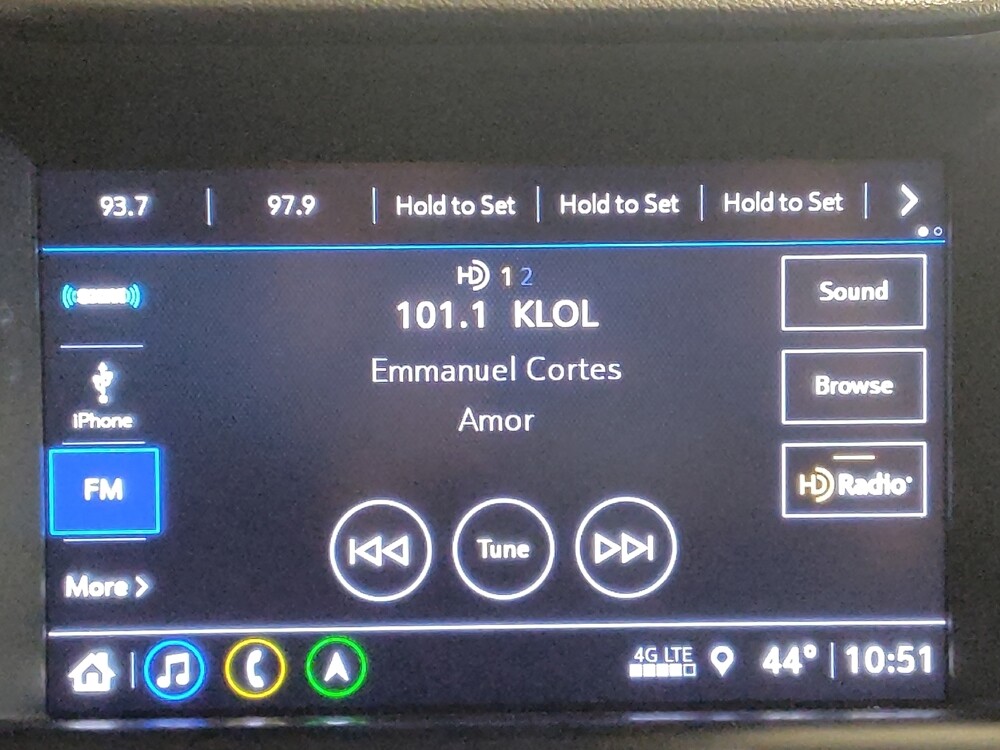 93.7 97.9 Hold to Set Hold to Set Hold to Set
HD 1 2
101.1 KLOL
Emmanuel Cortes
Amor
iPhone
FM
More
Sound
Browse
HD Radio
Tune
4G LTE
44° 10:51